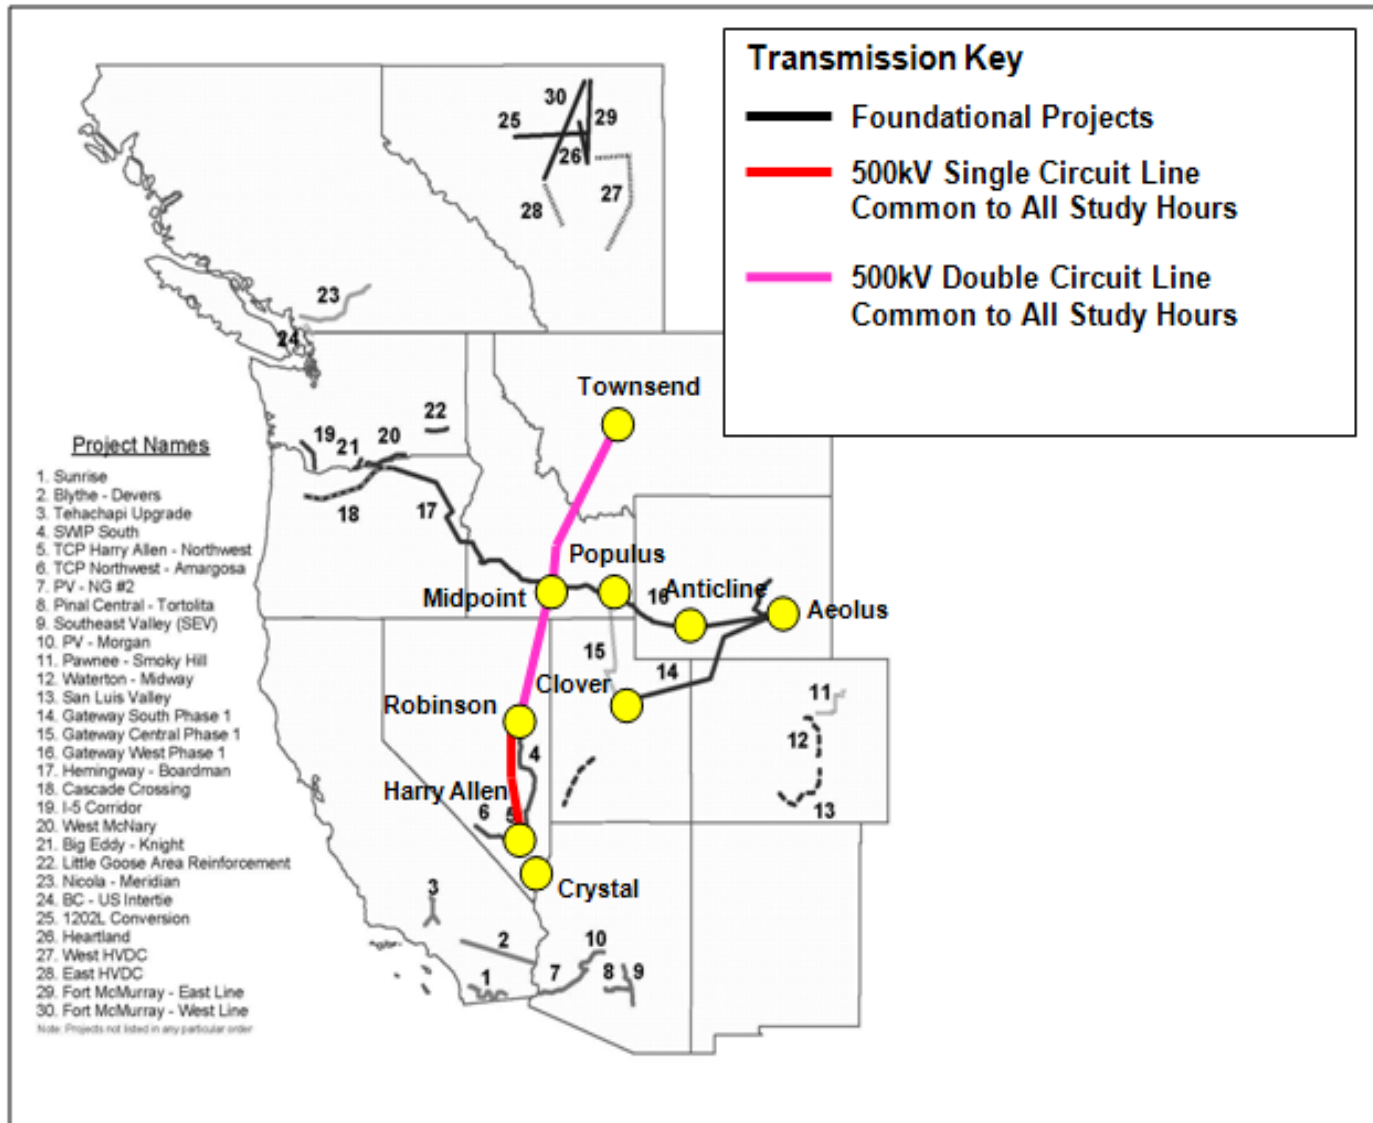 Transmission Key
Foundational Projects
500kV Single Circuit Line
Common to All Study Hours
500kV Double Circuit Line
Common to All Study Hours
30
25
29
26
27
28
23
24
Townsend
22
19
21
20
18
17
Populus
Midpoint
16
Anticline
Aeolus
15
14
Clover
Robinson
11
12
13
4
Harry Allen
6
5
Crystal
3
2
1
10
7
8
9
Project Names
1. Sunrise
2. Blythe - Devers
3. Tehachapi Upgrade
4. SWIP South
5. TCP Harry Allen - Northwest
6. TCP Northwest - Amargosa
7. PV - NG #2
8. Pinal Central - Tortolita
9. Southeast Valley (SEV)
10. PV - Morgan
11. Pawnee - Smoky Hill
12. Waterton - Midway
13. San Luis Valley
14. Gateway South Phase 1
15. Gateway Central Phase 1
16. Gateway West Phase 1
17. Hemingway - Boardman
18. Cascade Crossing
19. I-5 Corridor
20. West McNary
21. Big Eddy - Knight
22. Little Goose Area Reinforcement
23. Nicola - Meridian
24. BC - US Intertie
25. 1202L Conversion
26. Heartland
27. West HVDC
28. East HVDC
29. Fort McMurray - East Line
30. Fort McMurray - West Line
Note: Projects not listed in any particular order